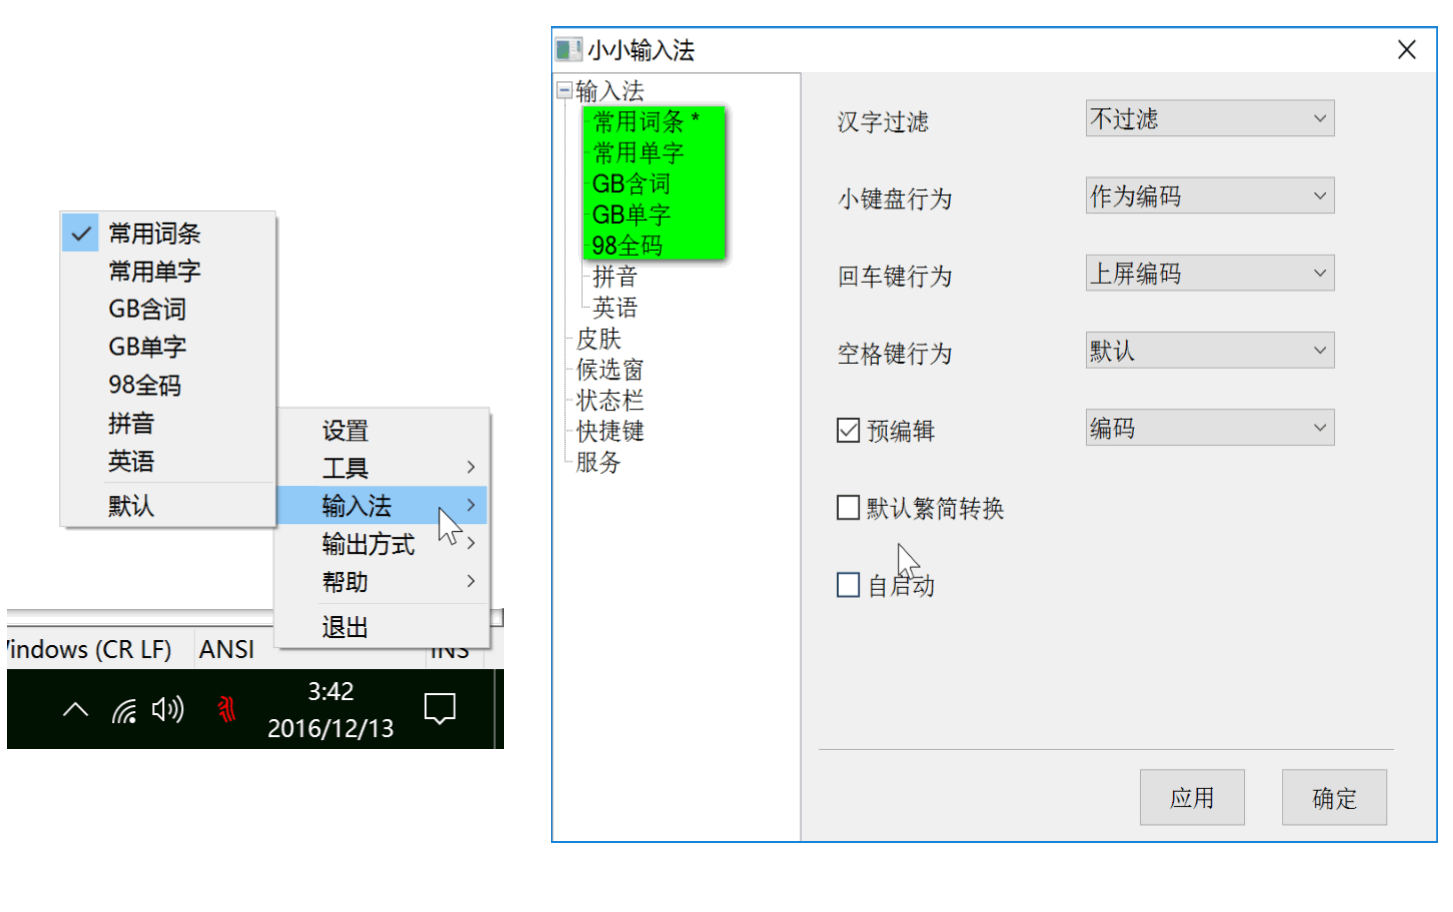 常用词条
常用单字
GB含词
GB单字
98全码
拼音
英语
默认
设置
工具
输入法
输出方式
帮助
退出
indows (CR LF)
ANSI
INS
3:42
2016/12/13
小小输入法
输入法
常用词条 *
常用单字
GB含词
GB单字
98全码
拼音
英语
皮肤
候选窗
状态栏
快捷键
服务
汉字过滤
不过滤
小键盘行为
作为编码
回车键行为
上屏编码
空格键行为
默认
预编辑
编码
默认繁简转换
自启动
应用
确定